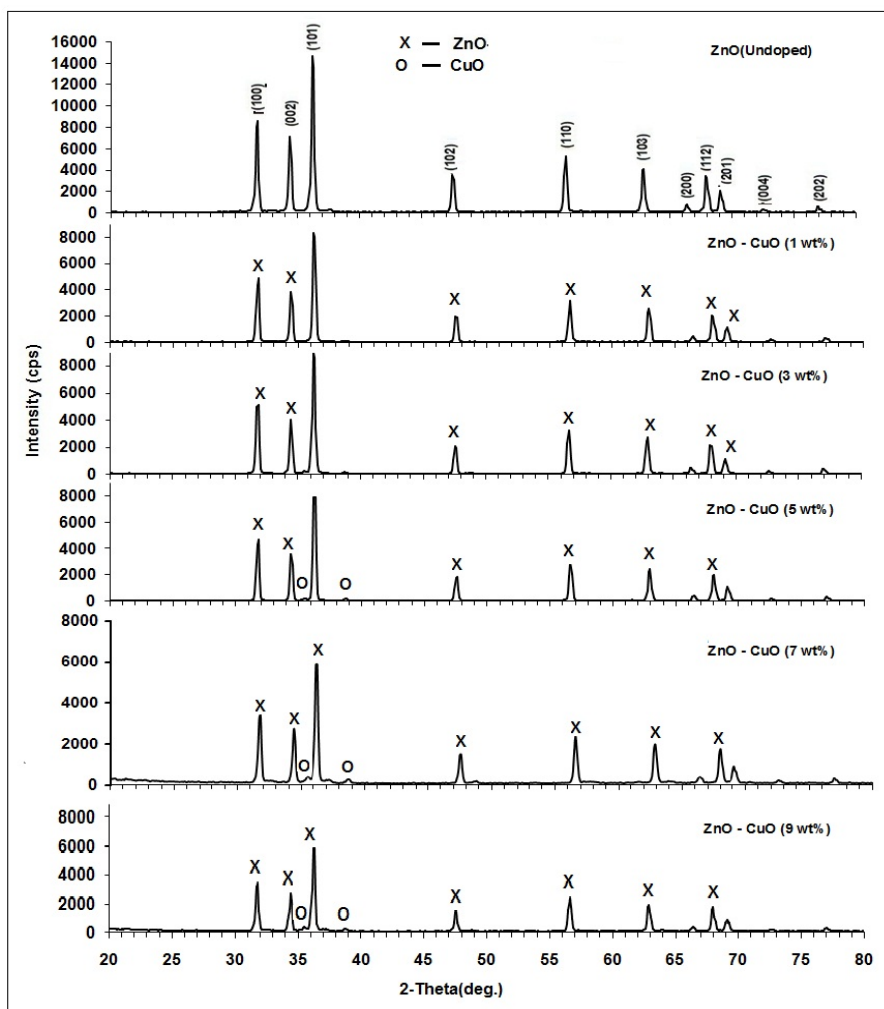 16000
14000
12000
10000
8000
6000
4000
2000
0
X — ZnO
O — CuO
ZnO(Undoped)
(100)
(002)
(101)
(102)
(110)
(103)
(200)
(112)
(201)
(004)
(202)
8000
6000
4000
2000
0
ZnO - CuO (1 wt%)
X X X X X X X
8000
6000
4000
2000
0
ZnO - CuO (3 wt%)
X X X X X X X
8000
6000
4000
2000
0
ZnO - CuO (5 wt%)
X X O O X X X X
8000
6000
4000
2000
0
ZnO - CuO (7 wt%)
X X O X O X X X X
8000
6000
4000
2000
0
ZnO - CuO (9 wt%)
X X O X O X X X X
20 25 30 35 40 45 50 55 60 65 70 75 80
Intensity (cps)
2-Theta(deg.)